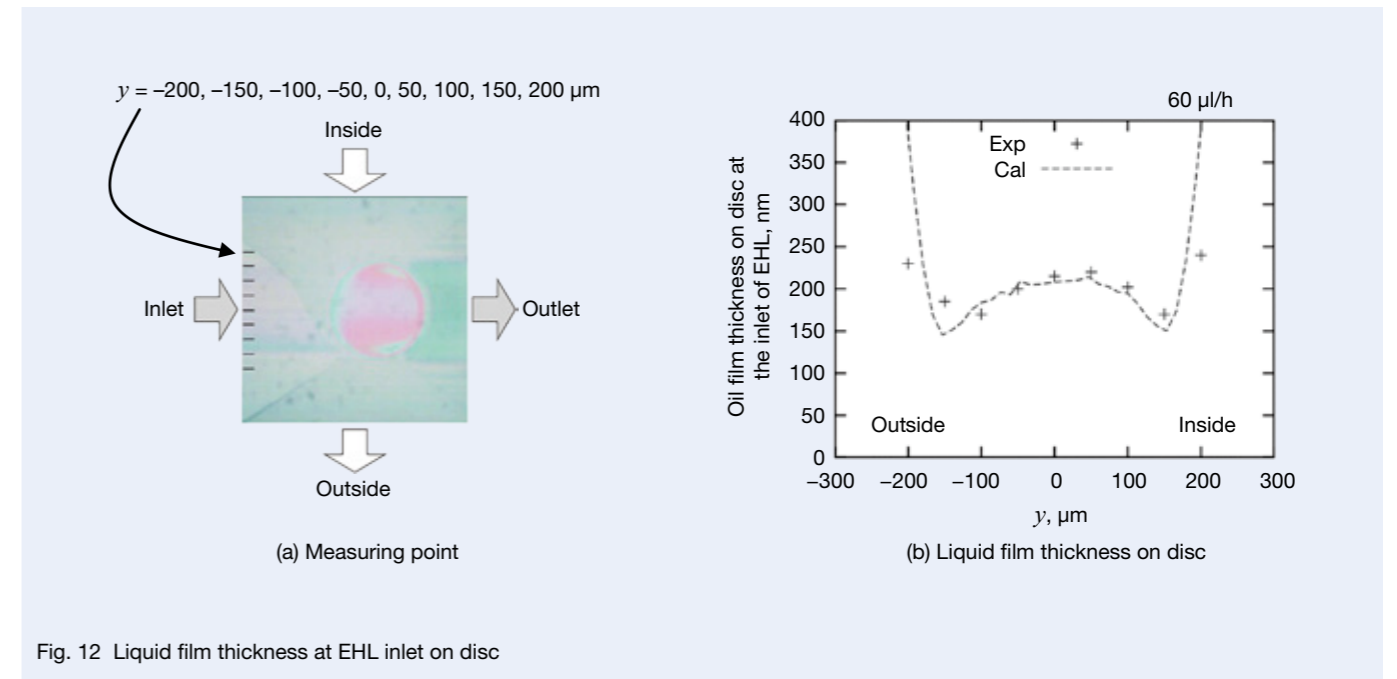 y = –200, –150, –100, –50, 0, 50, 100, 150, 200 µm
Inside
Inlet
Outlet
Outside
(a) Measuring point
60 µl/h
Oil film thickness on disc at
the inlet of EHL, nm
400
350
300
250
200
150
100
50
0
Exp
Cal
Outside
Inside
–300 –200 –100 0 100 200 300
y, µm
(b) Liquid film thickness on disc
Fig. 12 Liquid film thickness at EHL inlet on disc